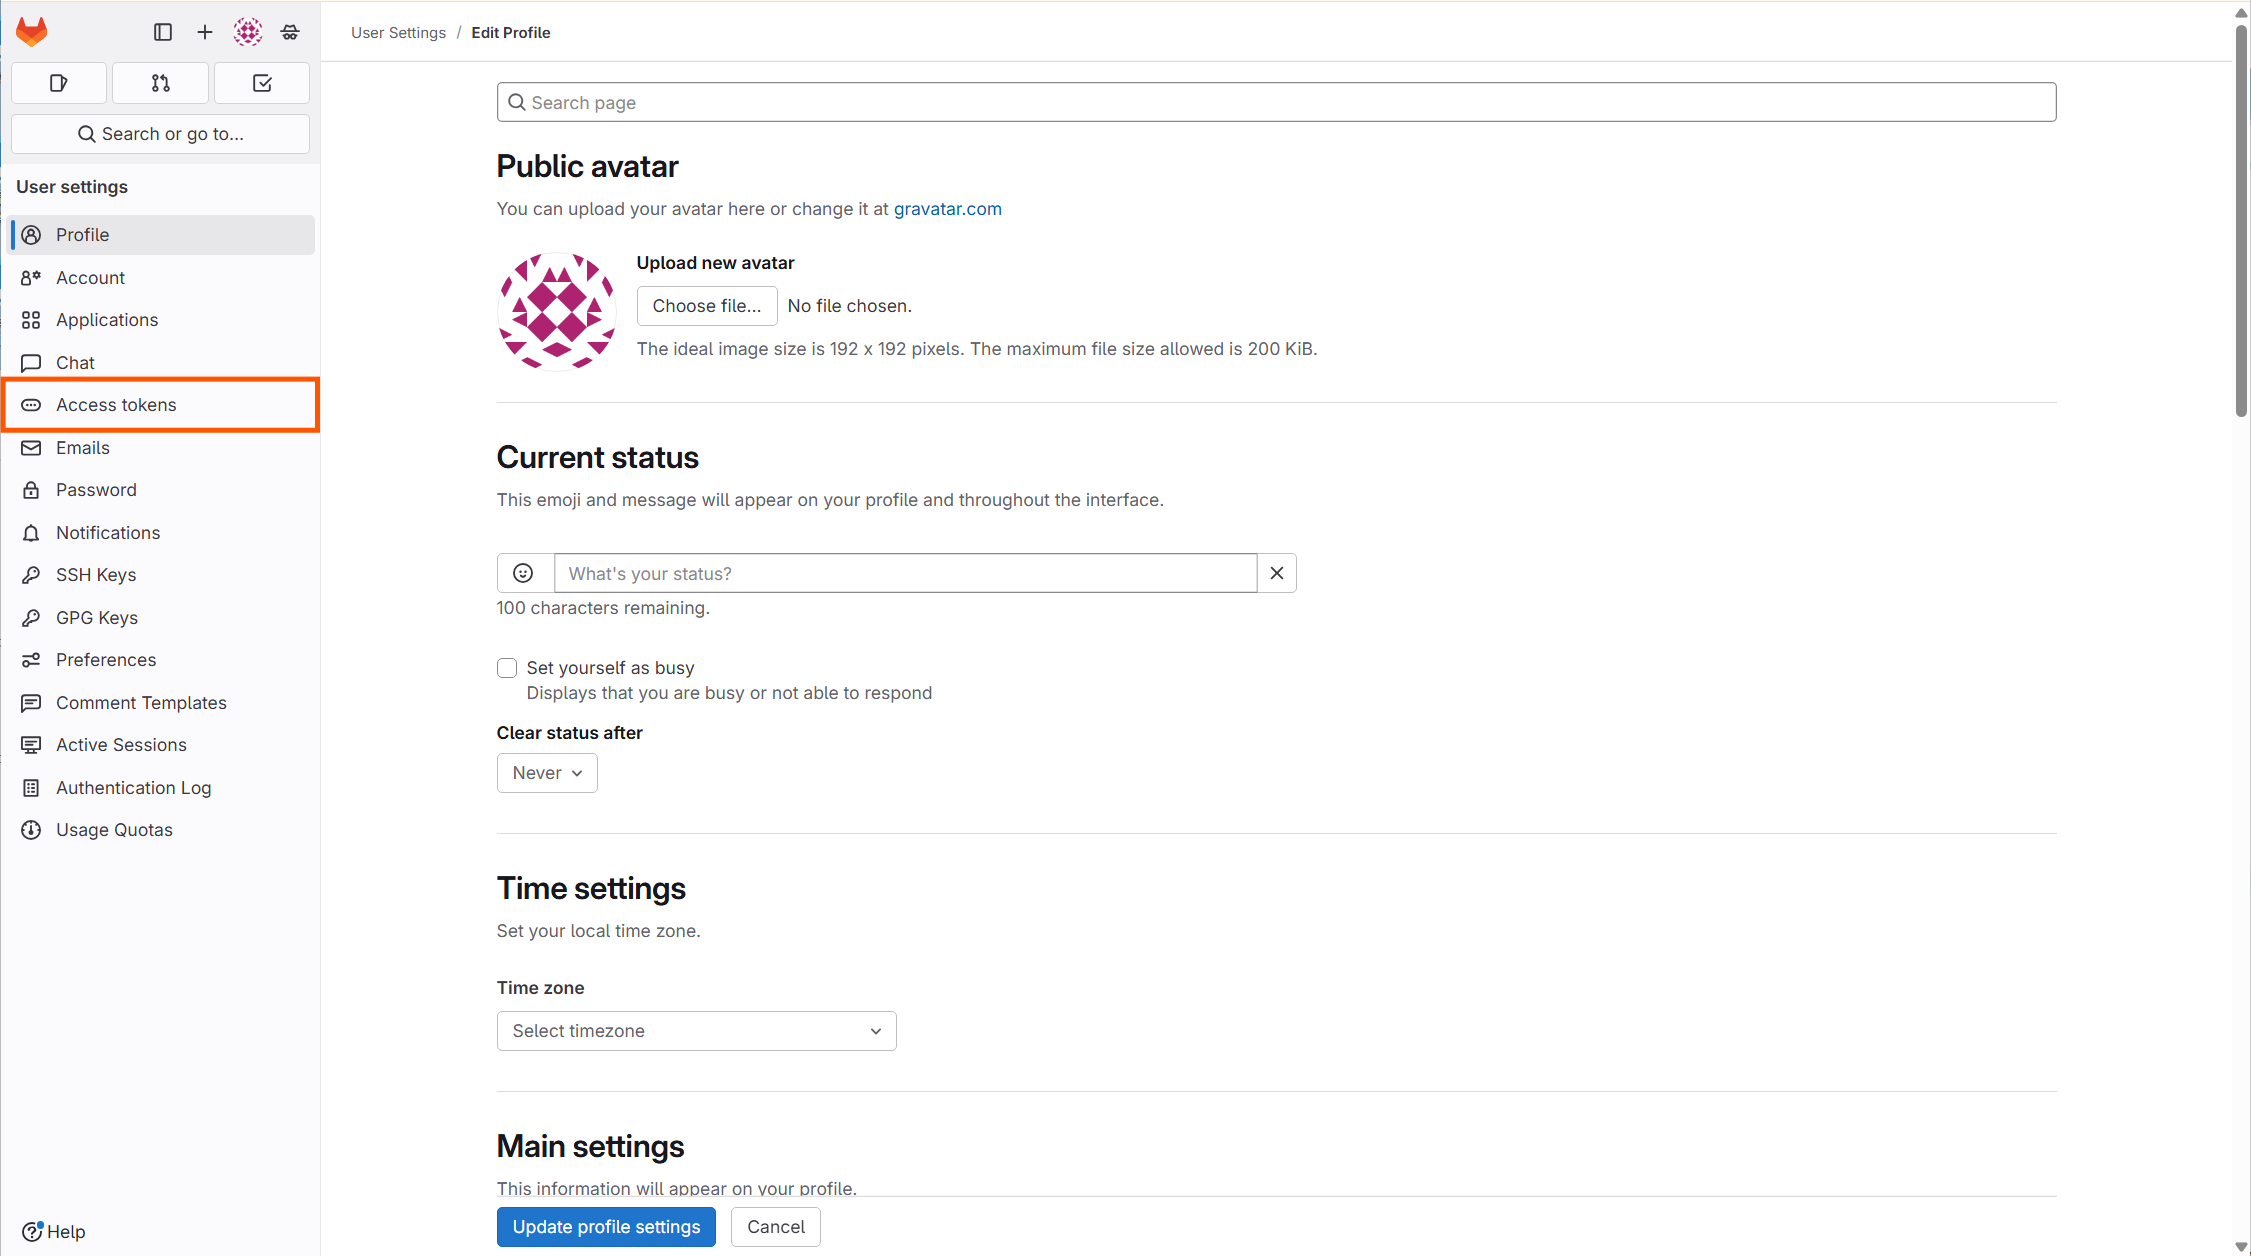 User Settings / Edit Profile
Search or go to...
User settings
Profile
Account
Applications
Chat
Access tokens
Emails
Password
Notifications
SSH Keys
GPG Keys
Preferences
Comment Templates
Active Sessions
Authentication Log
Usage Quotas
Help
Search page
Public avatar
You can upload your avatar here or change it at gravatar.com
Upload new avatar
Choose file... No file chosen.
The ideal image size is 192 x 192 pixels. The maximum file size allowed is 200 KiB.
Current status
This emoji and message will appear on your profile and throughout the interface.
What's your status?
100 characters remaining.
Set yourself as busy
Displays that you are busy or not able to respond
Clear status after
Never
Time settings
Set your local time zone.
Time zone
Select timezone
Main settings
This information will appear on your profile.
Update profile settings Cancel